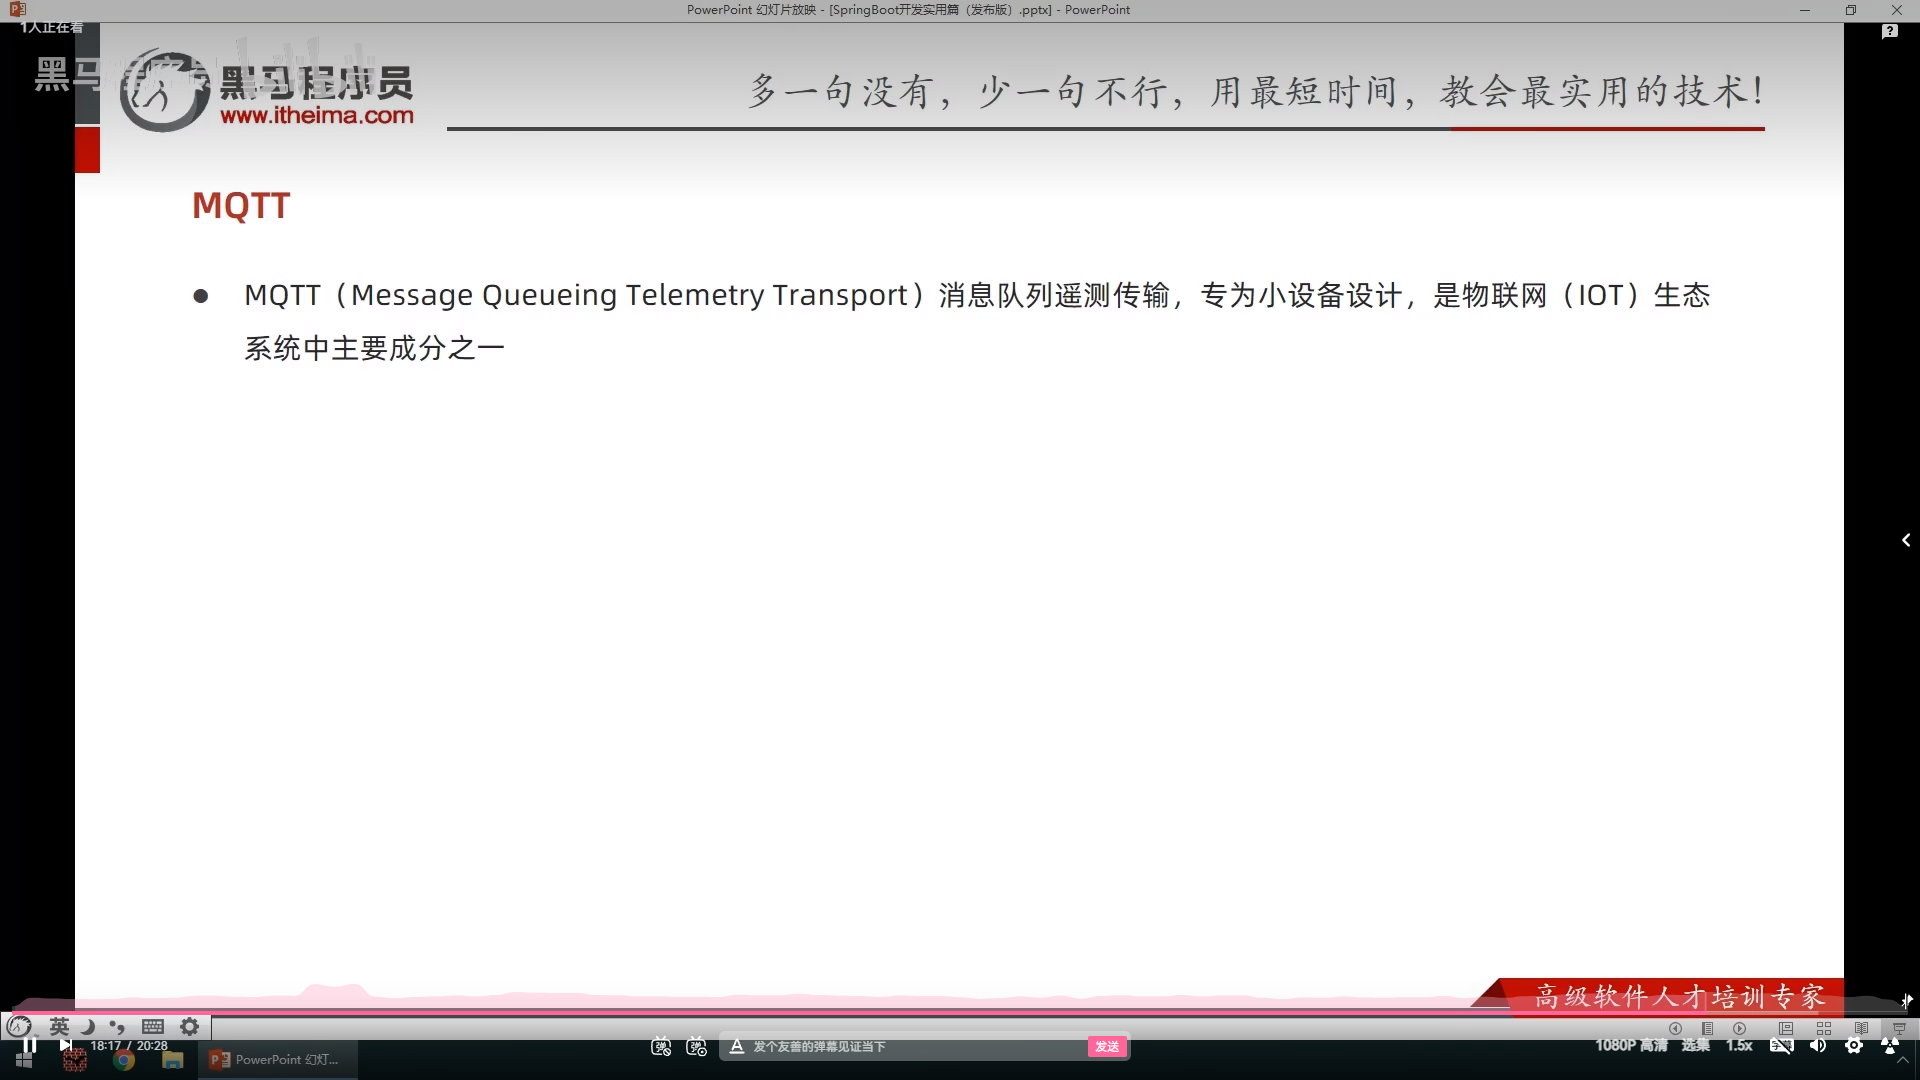 PowerPoint 幻灯片放映 - [SpringBoot开发实用篇（发布版）.pptx] - PowerPoint
1人正在看
黑马程序员
www.itheima.com
多一句没有，少一句不行，用最短时间，教会最实用的技术！
MQTT
● MQTT（Message Queueing Telemetry Transport）消息队列遥测传输，专为小设备设计，是物联网（IOT）生态
系统中主要成分之一
高级软件人才培训专家
英
18:17 / 20:28
弹 弹
发个友善的弹幕见证当下
发送
1080P 高清 选集 1.5x
PowerPoint 幻灯...